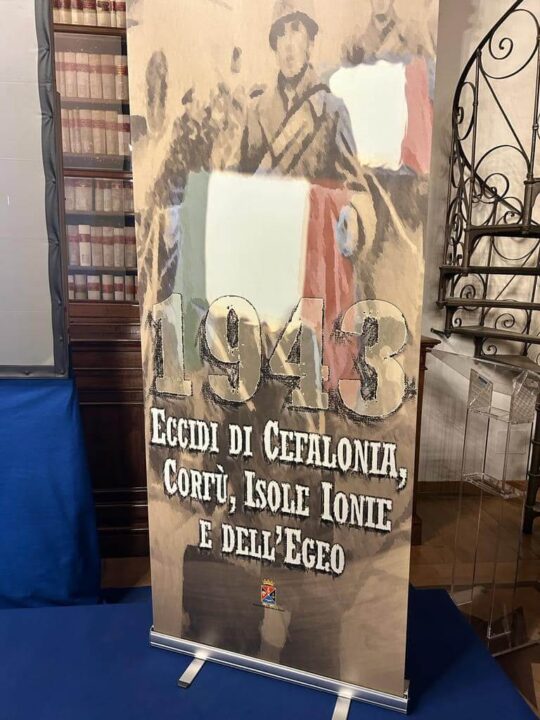 1943
Eccidi di Cefalonia,
Corfù, Isole Ionie
e dell'Egeo